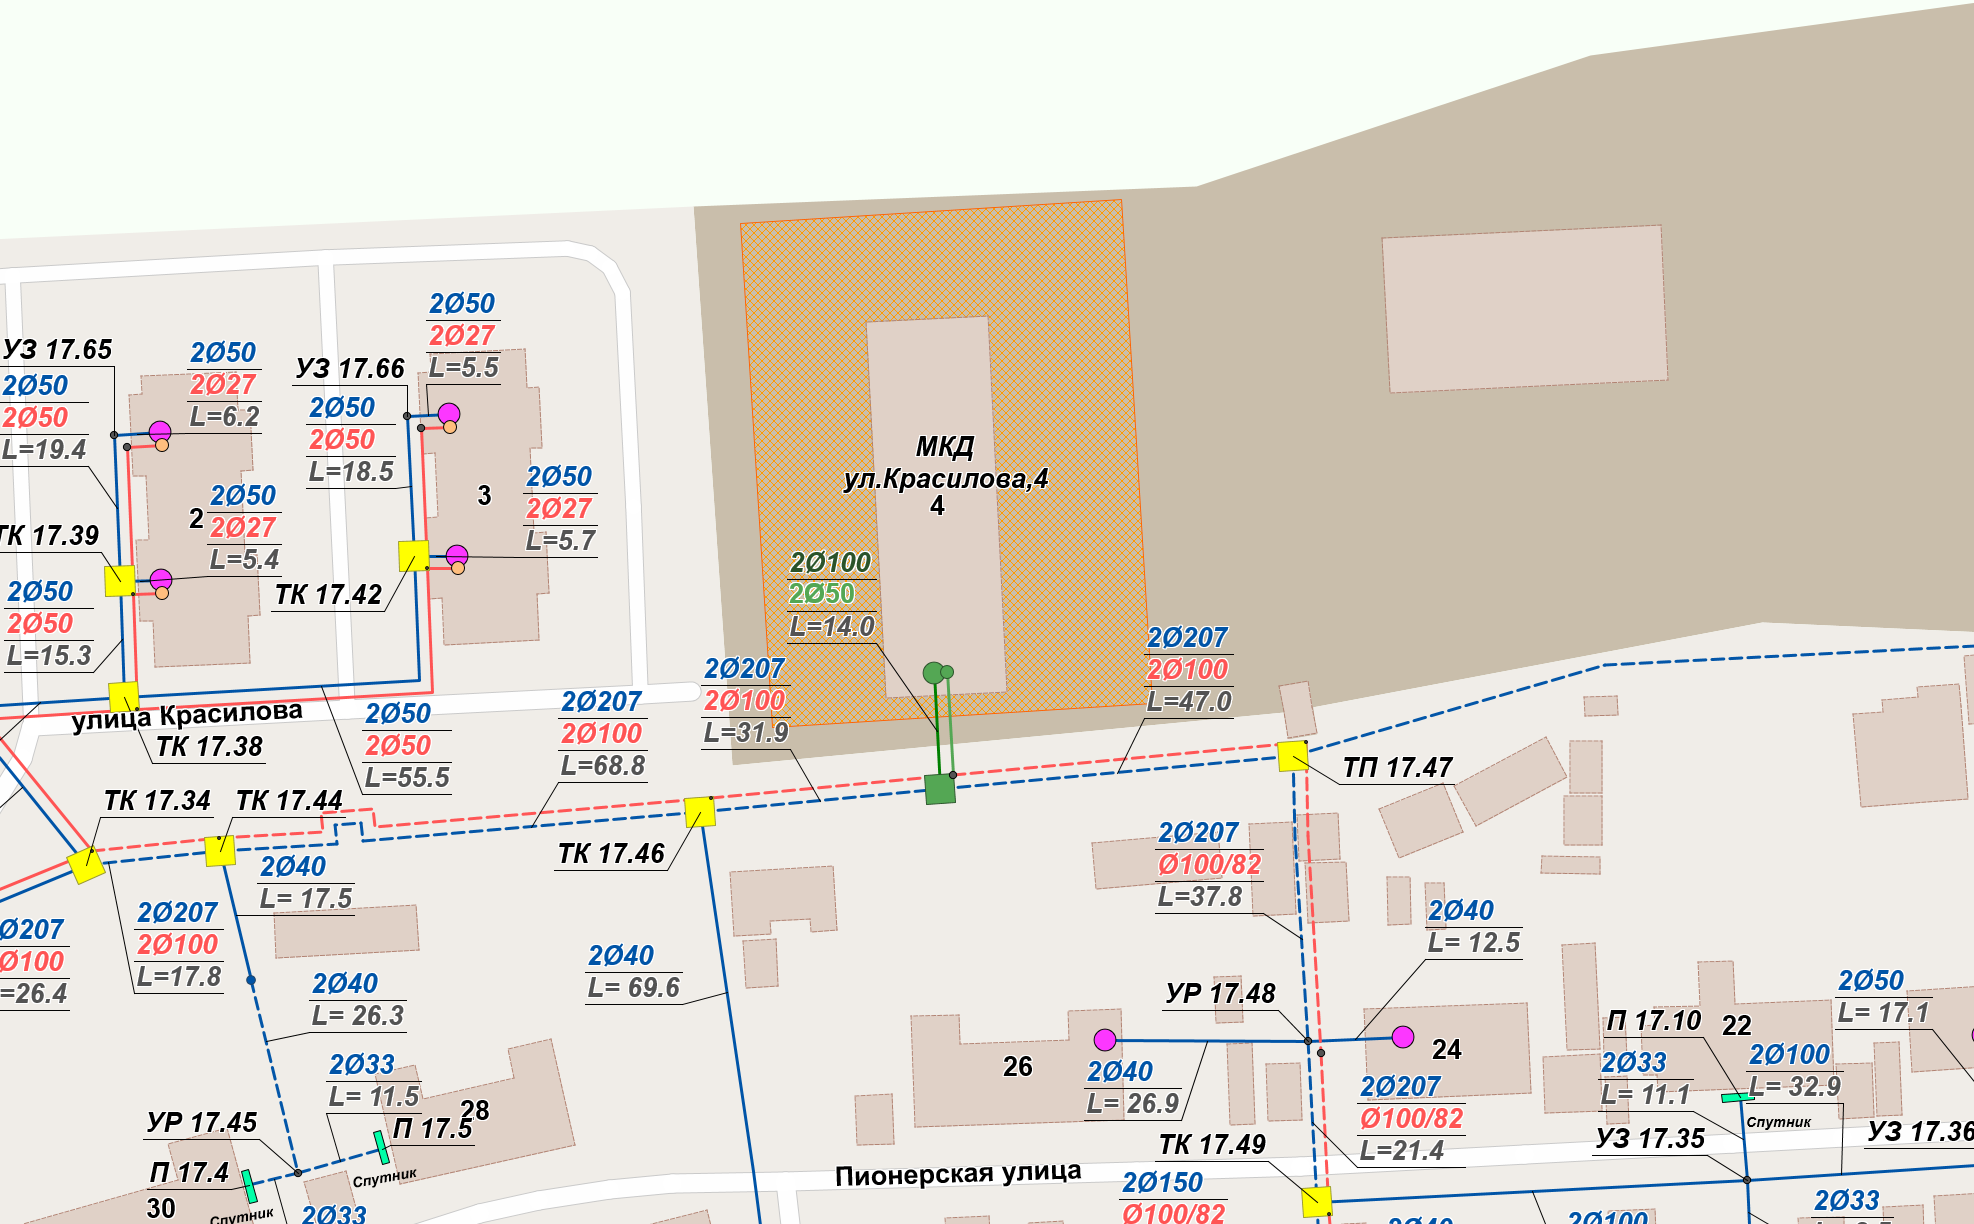 2Ø50
2Ø27
L=5.5
УЗ 17.65
2Ø50
2Ø50
L=19.4
2Ø50
2Ø27
L=6.2
УЗ 17.66
2Ø50
2Ø50
L=18.5
МКД
ул.Красилова,4
4
3
2Ø50
2Ø27
L=5.7
2
2Ø50
2Ø27
L=5.4
ТК 17.39
ТК 17.42
2Ø50
2Ø50
L=15.3
2Ø100
2Ø50
L=14.0
2Ø207
2Ø100
L=47.0
2Ø207
2Ø100
L=31.9
2Ø207
2Ø100
L=68.8
улица Красилова
2Ø50
2Ø50
L=55.5
ТК 17.38
ТП 17.47
ТК 17.34
ТК 17.44
ТК 17.46
2Ø40
L= 17.5
2Ø207
Ø100/82
L=37.8
Ø207
Ø100
=26.4
2Ø207
2Ø100
L=17.8
2Ø40
L= 12.5
2Ø40
L= 69.6
2Ø40
L= 26.3
УР 17.48
2Ø50
L= 17.1
П 17.10
22
26
24
2Ø33
L= 11.5
28
2Ø40
L= 26.9
2Ø207
Ø100/82
L=21.4
2Ø33
L= 11.1
2Ø100
L= 32.9
Спутник
УР 17.45
П 17.5
ТК 17.49
УЗ 17.35
УЗ 17.36
П 17.4
Спутник
Пионерская улица
30
Спутник
2Ø33
2Ø150
Ø100/82
2Ø40
2Ø100
2Ø33